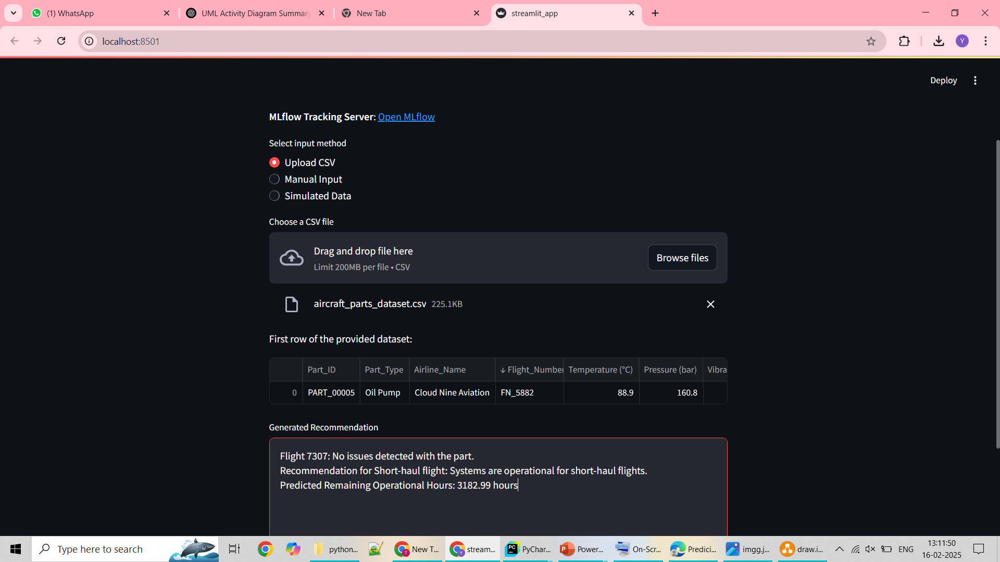 (1) WhatsApp
UML Activity Diagram Summary
New Tab
streamlit_app
localhost:8501
Y
Deploy
MLflow Tracking Server: Open MLflow
Select input method
Upload CSV
Manual Input
Simulated Data
Choose a CSV file
Drag and drop file here
Limit 200MB per file • CSV
Browse files
aircraft_parts_dataset.csv 225.1KB
First row of the provided dataset:
Part_ID Part_Type Airline_Name ↓ Flight_Number Temperature (°C) Pressure (bar) Vibra
0 PART_00005 Oil Pump Cloud Nine Aviation FN_5882 88.9 160.8
Generated Recommendation
Flight 7307: No issues detected with the part.
Recommendation for Short-haul flight: Systems are operational for short-haul flights.
Predicted Remaining Operational Hours: 3182.99 hours
Type here to search
python...
New T...
stream...
PyChar...
Power...
On-Scr...
Predici...
imgg.j...
draw.i...
ENG
13:11:50
16-02-2025